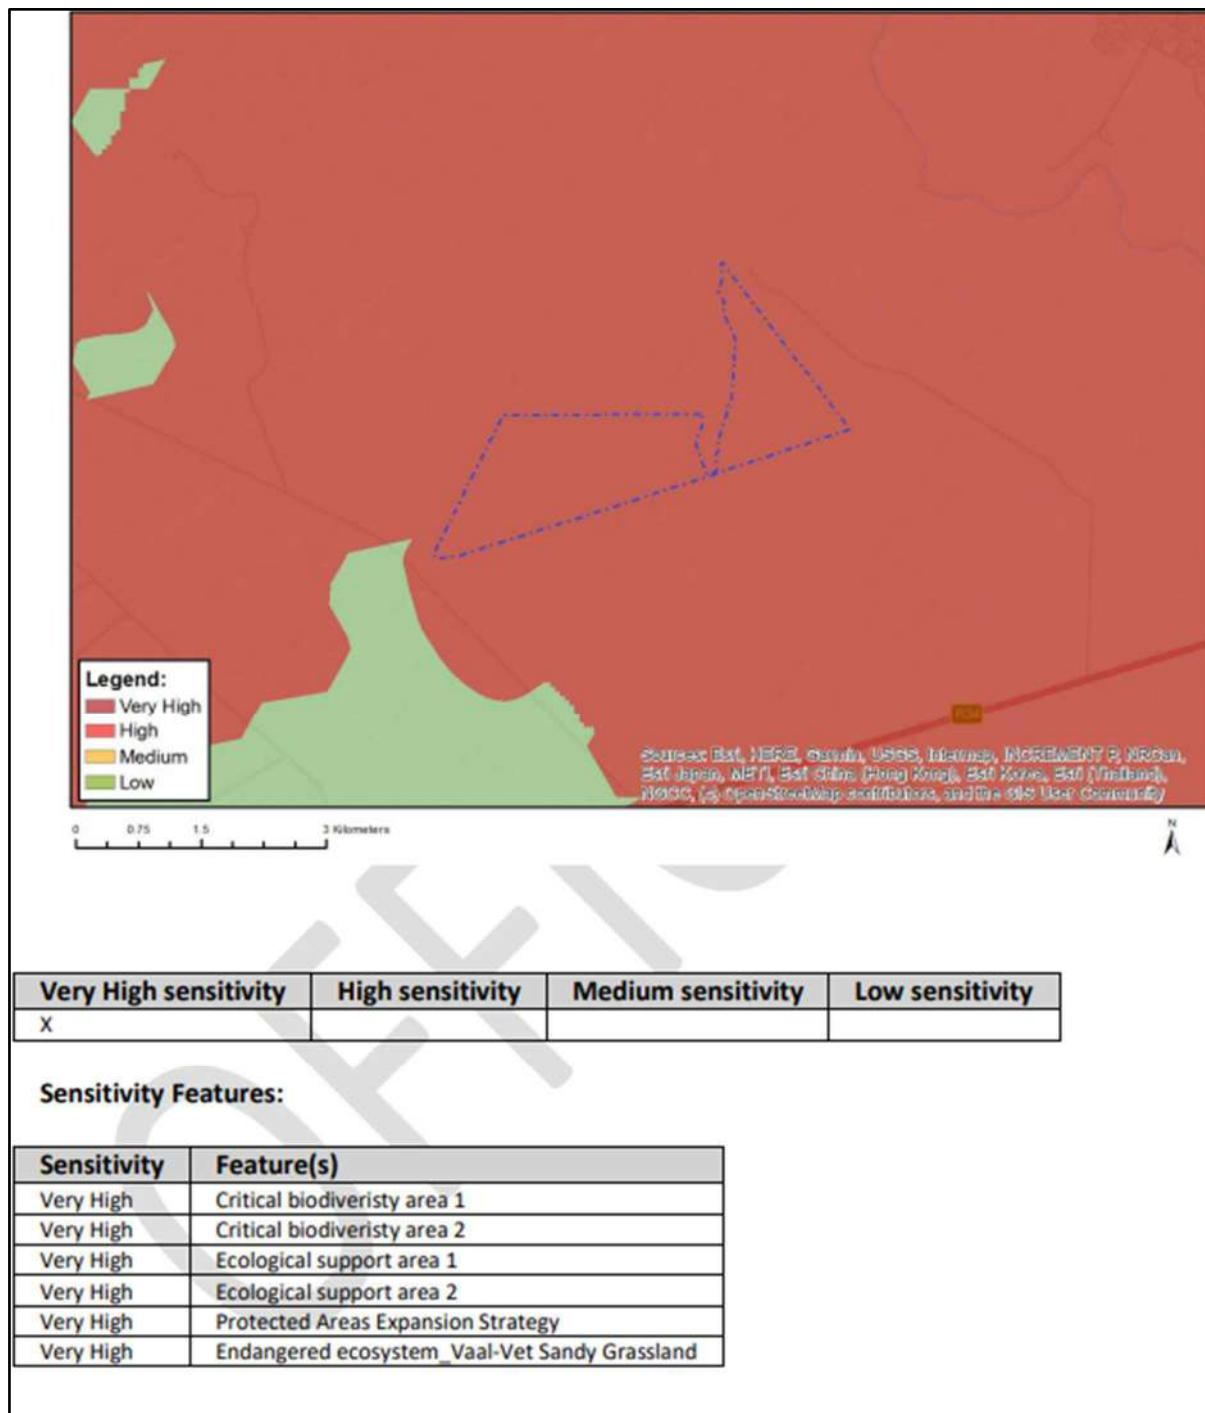 Legend:
Very High
High
Medium
Low
R34
Sources: Esri, HERE, Garmin, USGS, Intermap, INCREMENT P, NRCan,
Esri Japan, METI, Esri China (Hong Kong), Esri Korea, Esri (Thailand),
NGCC, (c) OpenStreetMap contributors, and the GIS User Community
0 0.75 1.5 3 Kilometers
N
Very High sensitivity High sensitivity Medium sensitivity Low sensitivity
X
Sensitivity Features:
Sensitivity Feature(s)
Very High Critical biodiveristy area 1
Very High Critical biodiveristy area 2
Very High Ecological support area 1
Very High Ecological support area 2
Very High Protected Areas Expansion Strategy
Very High Endangered ecosystem_Vaal-Vet Sandy Grassland